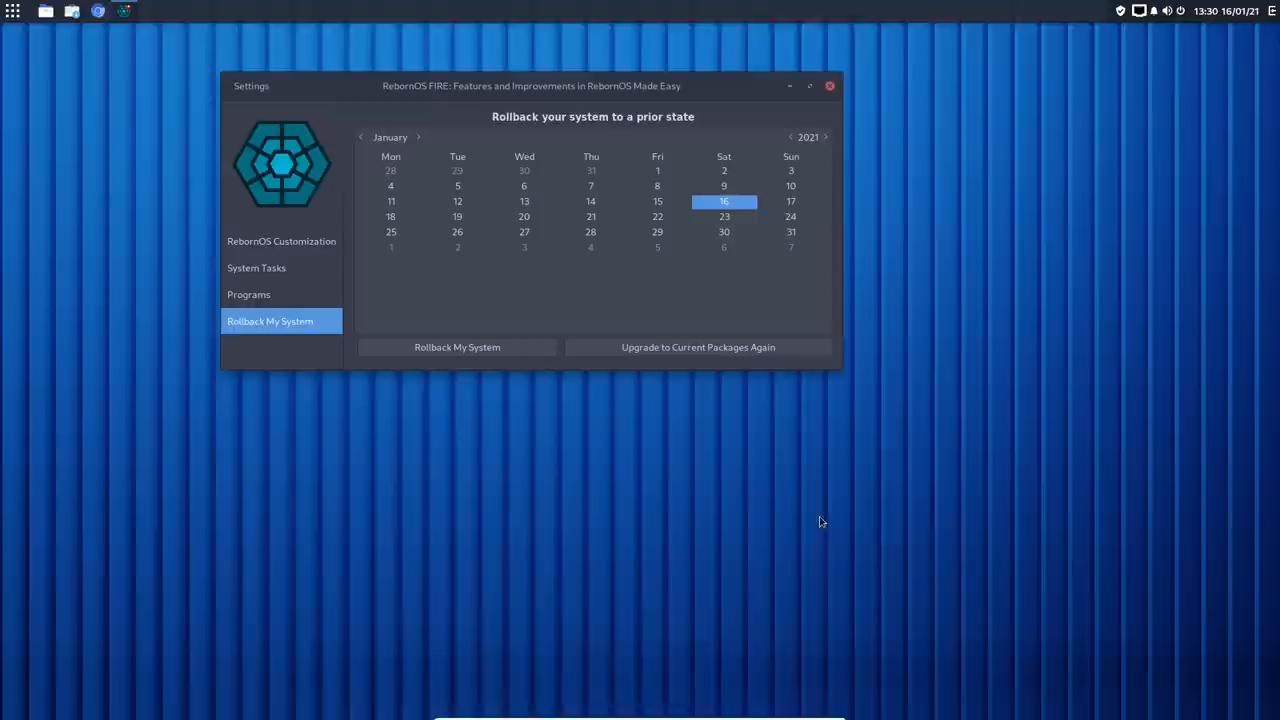 13:30 16/01/21
Settings
RebornOS FIRE: Features and Improvements in RebornOS Made Easy
Rollback your system to a prior state
January 2021
Mon Tue Wed Thu Fri Sat Sun
28 29 30 31 1 2 3
4 5 6 7 8 9 10
11 12 13 14 15 16 17
18 19 20 21 22 23 24
25 26 27 28 29 30 31
1 2 3 4 5 6 7
RebornOS Customization
System Tasks
Programs
Rollback My System
Rollback My System
Upgrade to Current Packages Again